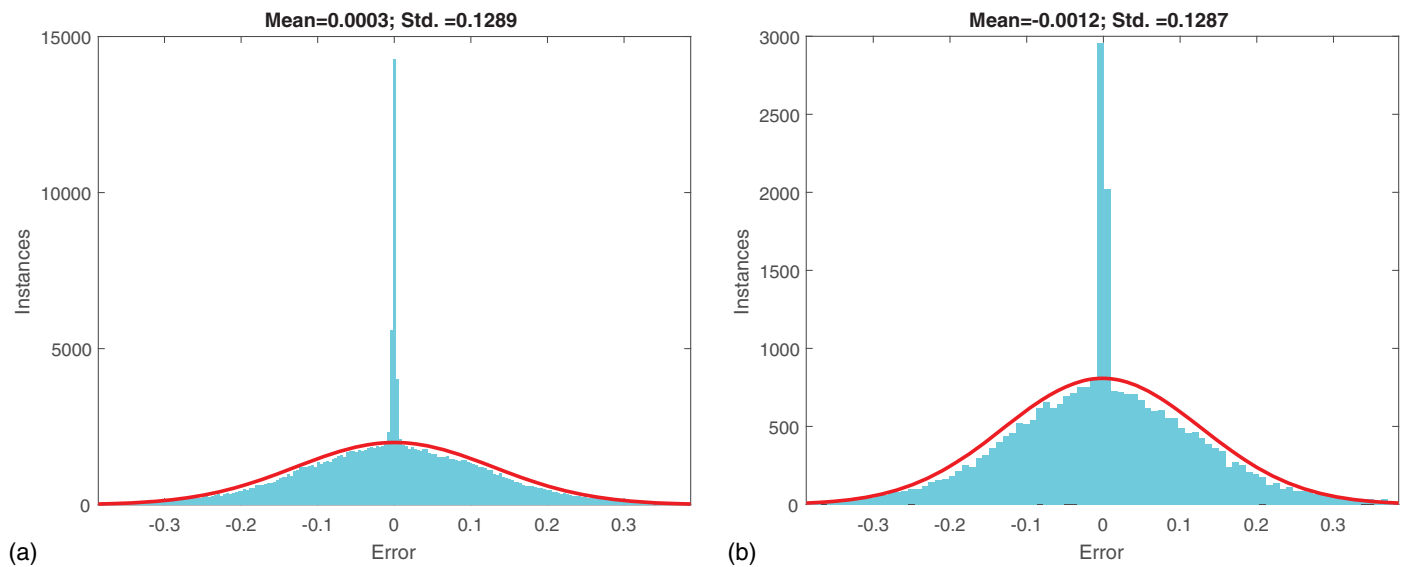 Mean=0.0003; Std. =0.1289
15000
10000
5000
0
Instances
-0.3 -0.2 -0.1 0 0.1 0.2 0.3
Error
(a)
Mean=-0.0012; Std. =0.1287
3000
2500
2000
1500
1000
500
0
Instances
-0.3 -0.2 -0.1 0 0.1 0.2 0.3
Error
(b)